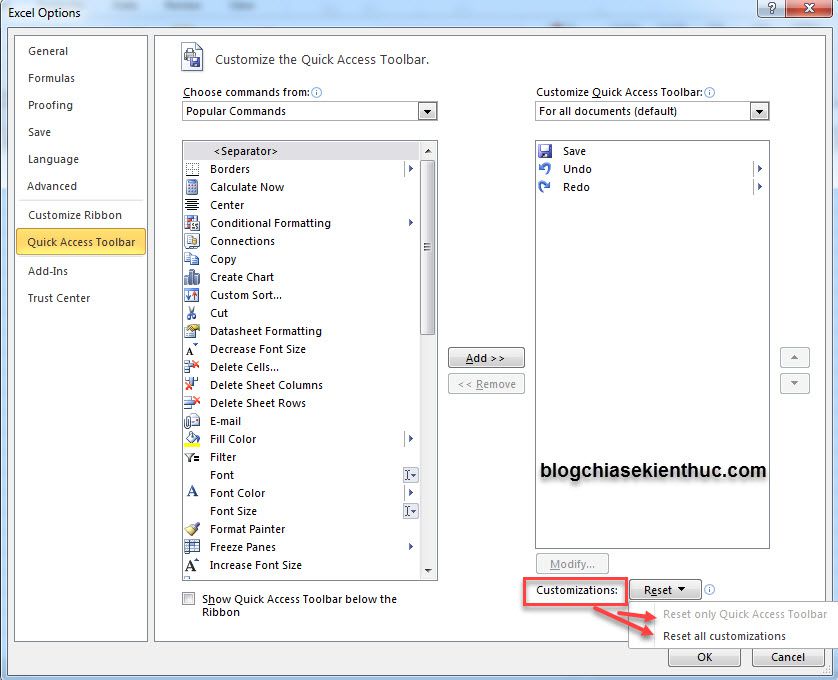 Excel Options
General
Formulas
Proofing
Save
Language
Advanced
Customize Ribbon
Quick Access Toolbar
Add-Ins
Trust Center
Customize the Quick Access Toolbar.
Choose commands from:
Popular Commands
<Separator>
Borders
Calculate Now
Center
Conditional Formatting
Connections
Copy
Create Chart
Custom Sort...
Cut
Datasheet Formatting
Decrease Font Size
Delete Cells...
Delete Sheet Columns
Delete Sheet Rows
E-mail
Fill Color
Filter
Font
Font Color
Font Size
Format Painter
Freeze Panes
Increase Font Size
Show Quick Access Toolbar below the
Ribbon
Add >>
<< Remove
Customize Quick Access Toolbar:
For all documents (default)
Save
Undo
Redo
blogchiasekienthuc.com
Modify...
Customizations:
Reset
Reset only Quick Access Toolbar
Reset all customizations
OK
Cancel